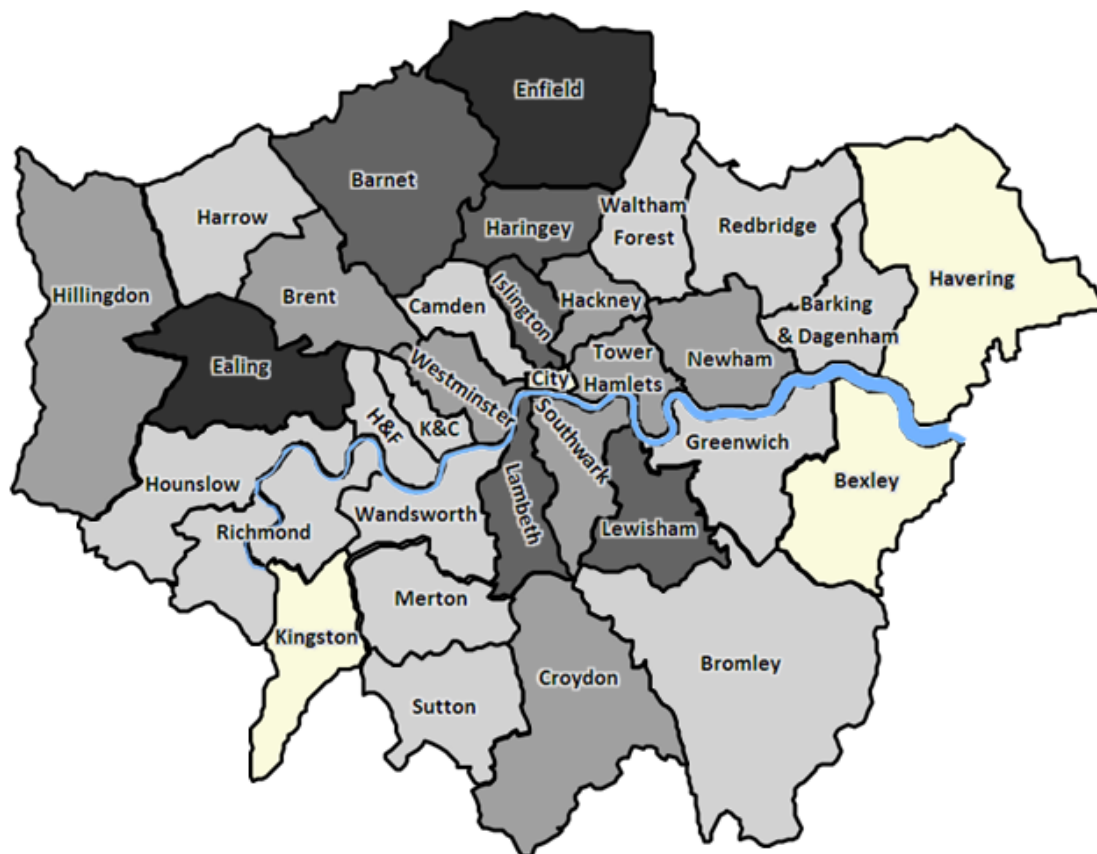 Enfield
Barnet
Harrow
Haringey
Waltham
Forest
Redbridge
Havering
Hillingdon
Brent
Camden
Islington
Hackney
Barking
& Dagenham
Ealing
Westminster
City
Tower
Hamlets
Newham
H&F
K&C
Southwark
Greenwich
Hounslow
Bexley
Richmond
Wandsworth
Lambeth
Lewisham
Merton
Kingston
Bromley
Croydon
Sutton